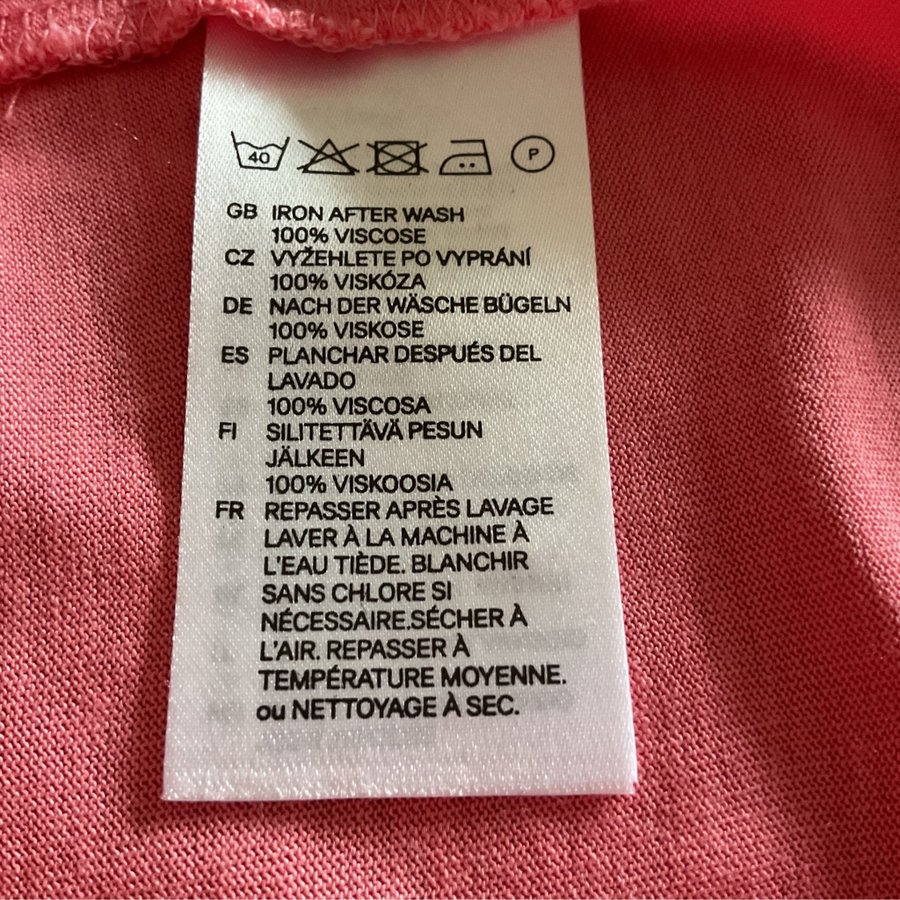 40 P
GB IRON AFTER WASH
100% VISCOSE
CZ VYŽEHLETE PO VYPRÁNÍ
100% VISKÓZA
DE NACH DER WÄSCHE BÜGELN
100% VISKOSE
ES PLANCHAR DESPUÉS DEL
LAVADO
100% VISCOSA
FI SILITETTÄVÄ PESUN
JÄLKEEN
100% VISKOOSIA
FR REPASSER APRÈS LAVAGE
LAVER À LA MACHINE À
L'EAU TIÈDE. BLANCHIR
SANS CHLORE SI
NÉCESSAIRE.SÉCHER À
L'AIR. REPASSER À
TEMPÉRATURE MOYENNE.
ou NETTOYAGE À SEC.